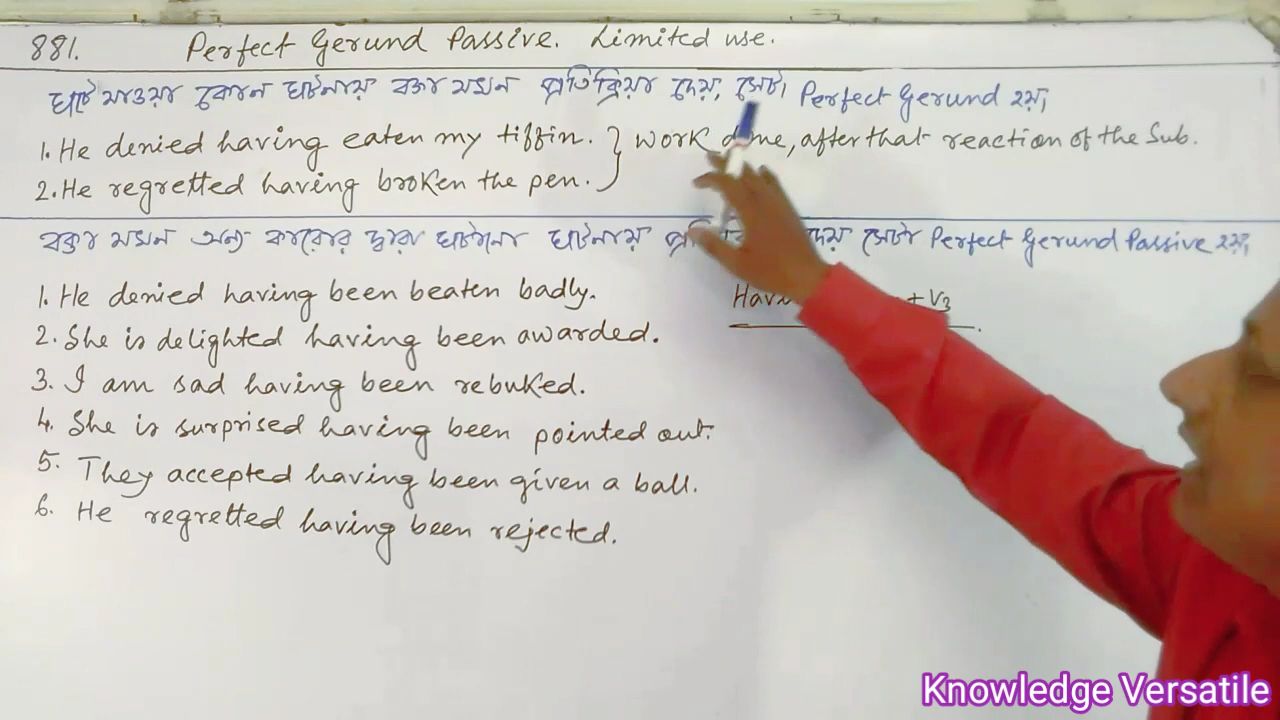 881. Perfect Gerund Passive. Limited use.
ঘটে যাওয়া কোন ঘটনায় বক্তা যখন প্রতিক্রিয়া দেয়, সেটা Perfect Gerund হয়,
1. He denied having eaten my tiffin. } work done, after that reaction of the Sub.
2. He regretted having broken the pen.
বক্তা যখন অন্য কারোর দ্বারা ঘটানো ঘটনায় দেয় সেটা Perfect Gerund Passive হয়,
1. He denied having been beaten badly.
+ V3
2. She is delighted having been awarded.
3. I am sad having been rebuked.
4. She is surprised having been pointed out.
5. They accepted having been given a ball.
6. He regretted having been rejected.
Knowledge Versatile